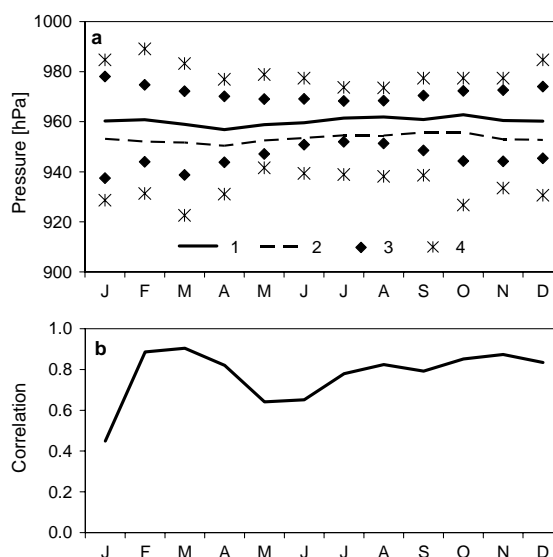 1000
a
980
960
940
920
900
Pressure [hPa]
1 2 3 4
J F M A M J J A S O N D
1.0
b
0.8
0.6
0.4
0.2
0.0
Correlation
J F M A M J J A S O N D